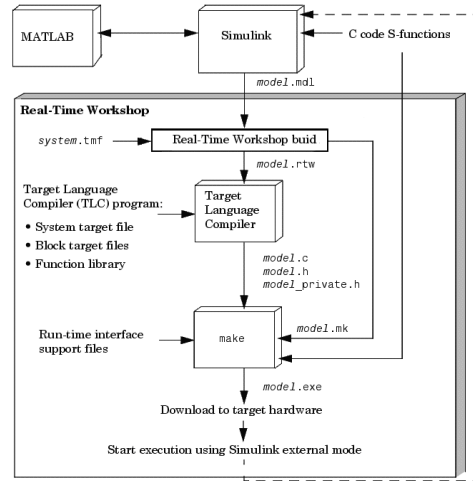 MATLAB
Simulink
C code S-functions
model.mdl
Real-Time Workshop
system.tmf
Real-Time Workshop buid
model.rtw
Target Language
Compiler (TLC) program:
• System target file
• Block target files
• Function library
Target
Language
Compiler
model.c
model.h
model_private.h
Run-time interface
support files
make
model.mk
model.exe
Download to target hardware
Start execution using Simulink external mode